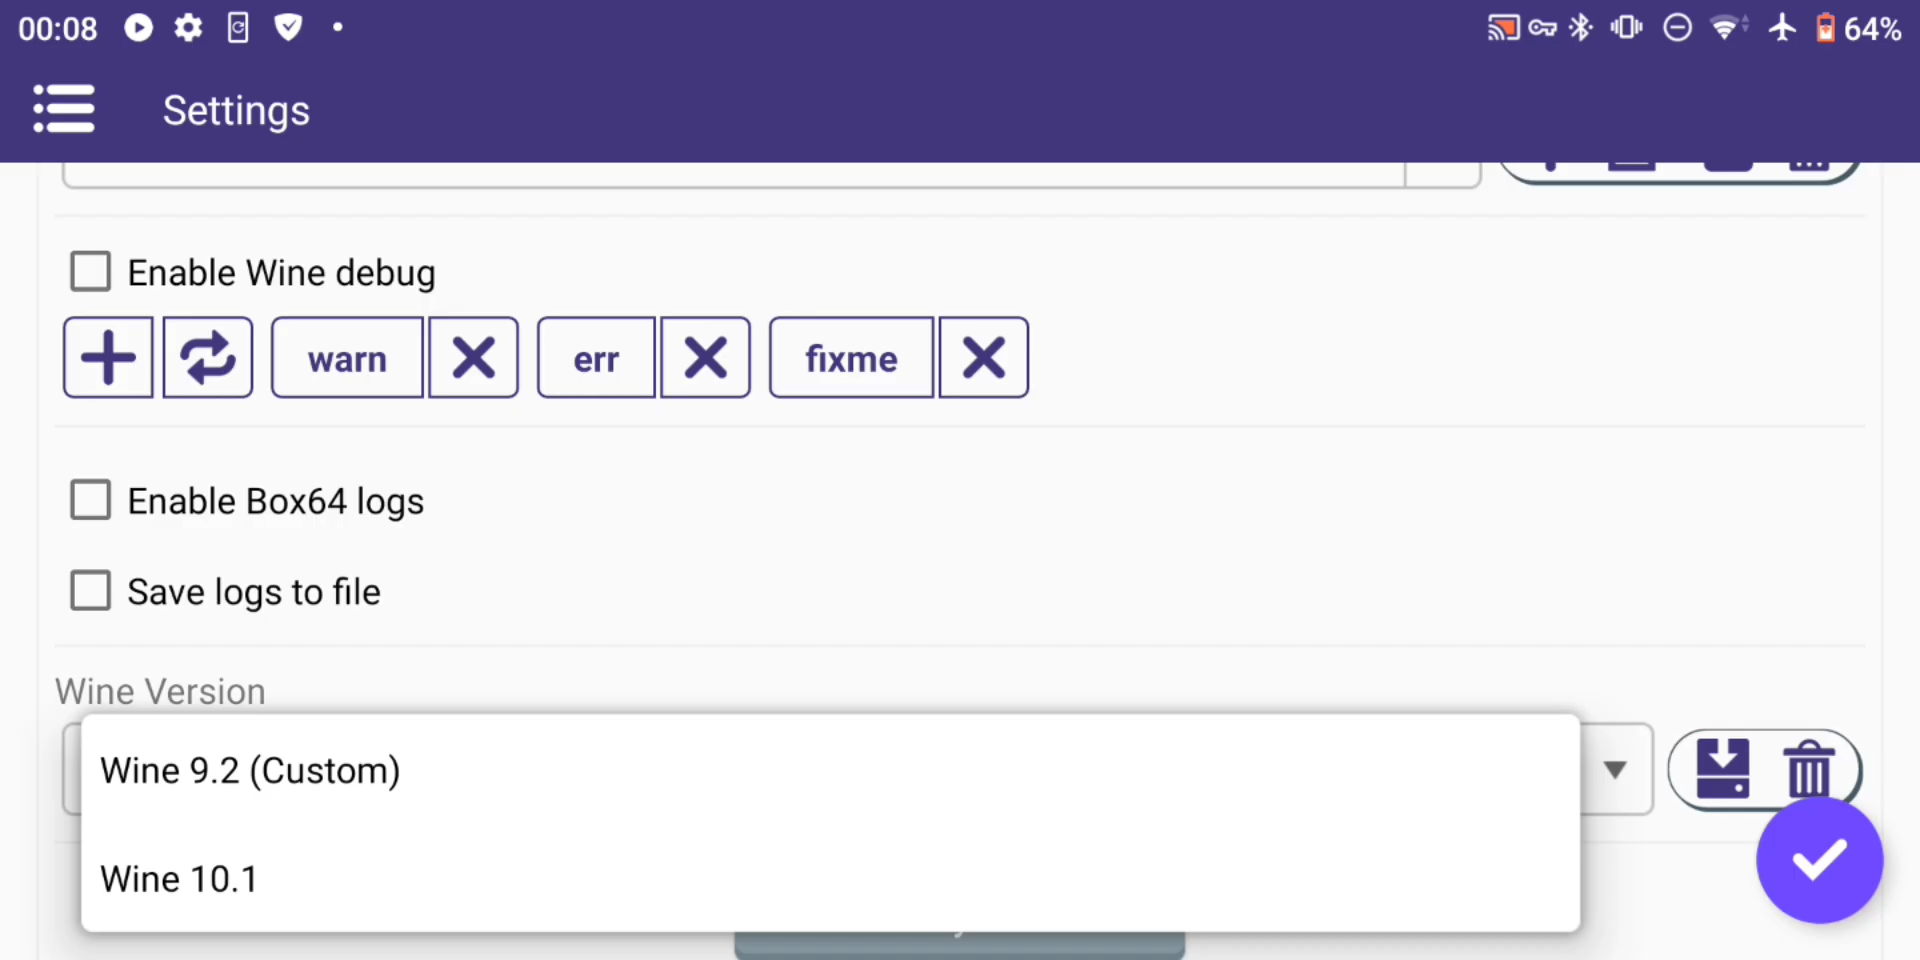 00:08
64%
Settings
Enable Wine debug
warn
err
fixme
Enable Box64 logs
Save logs to file
Wine Version
Wine 9.2 (Custom)
Wine 10.1